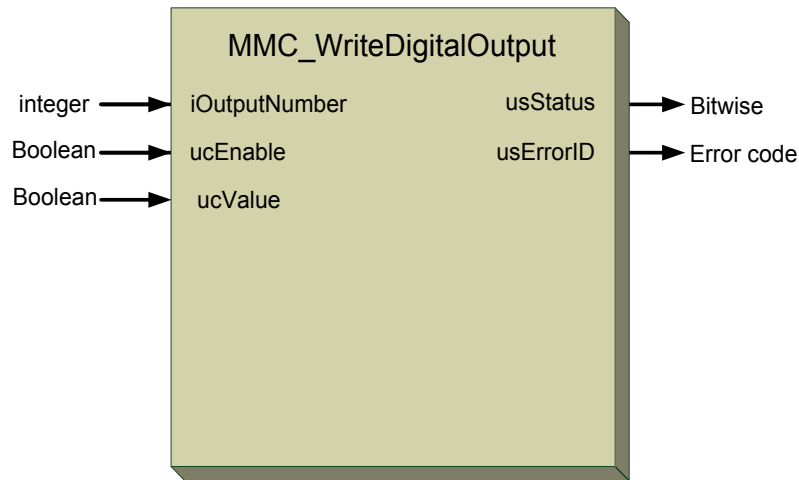 MMC_WriteDigitalOutput
integer iOutputNumber usStatus Bitwise
Boolean ucEnable usErrorID Error code
Boolean ucValue